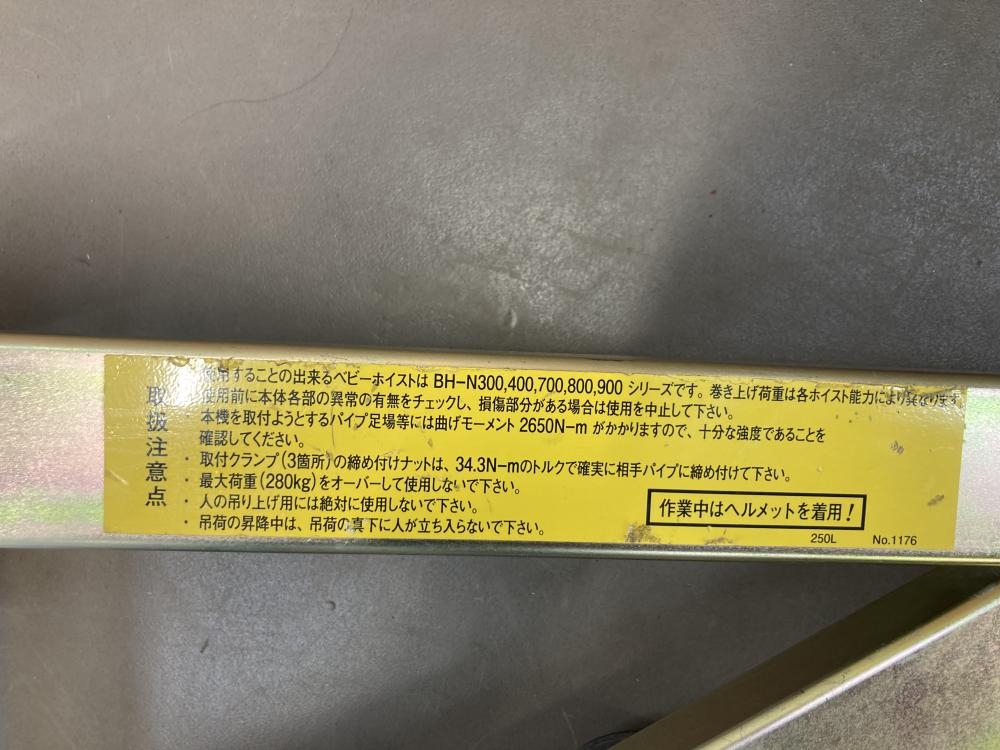 取扱注意点
使用することの出来るベビーホイストは BH-N300,400,700,800,900 シリーズです。巻き上げ荷重は各ホイスト能力により異なります
使用前に本体各部の異常の有無をチェックし、損傷部分がある場合は使用を中止して下さい。
本機を取付ようとするパイプ足場等には曲げモーメント 2650N-m がかかりますので、十分な強度であることを
確認してください。
・取付クランプ(3箇所)の締め付けナットは、34.3N-mのトルクで確実に相手パイプに締め付けて下さい。
・最大荷重(280kg)をオーバーして使用しないで下さい。
・人の吊り上げ用には絶対に使用しないで下さい。
・吊荷の昇降中は、吊荷の真下に人が立ち入らないで下さい。
作業中はヘルメットを着用!
250L No.1176